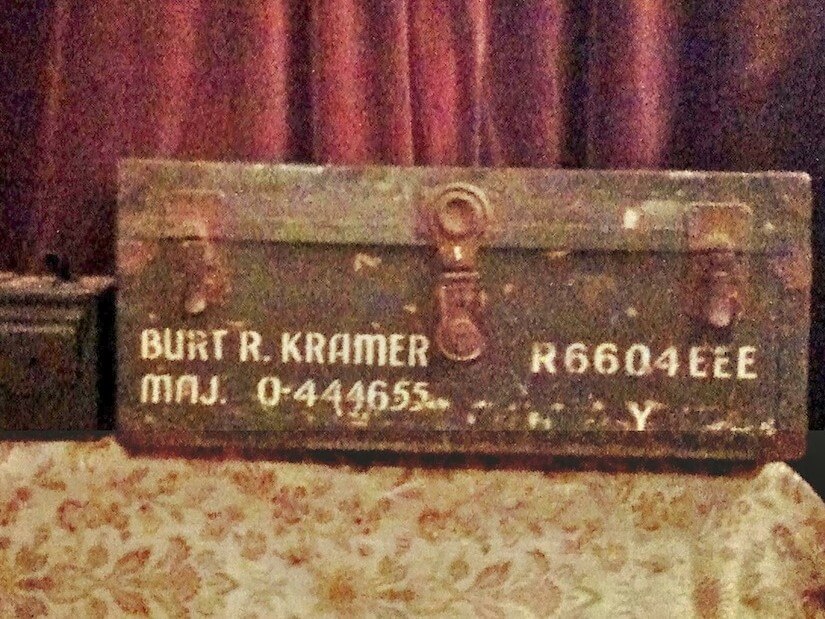 BURT R. KRAMER R6604EEE
MAJ. O-444655
Y